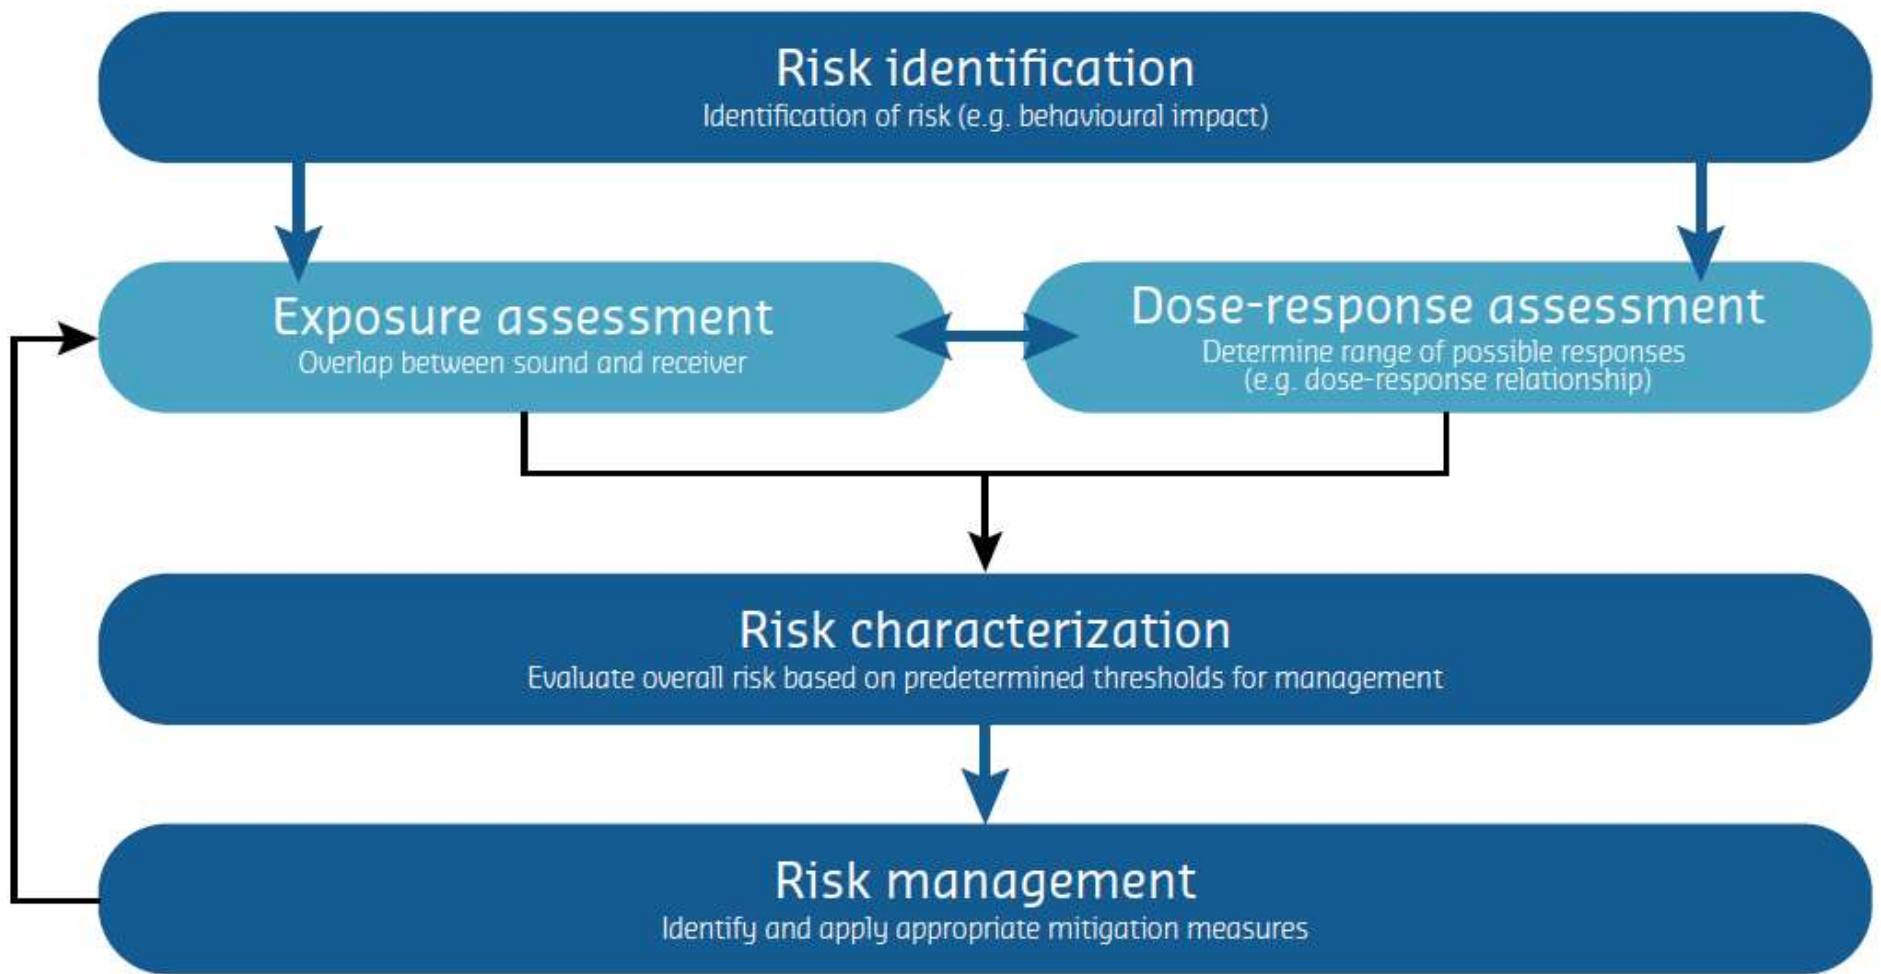 Risk identification
Identification of risk (e.g. behavioural impact)
Exposure assessment
Overlap between sound and receiver
Dose-response assessment
Determine range of possible responses
(e.g. dose-response relationship)
Risk characterization
Evaluate overall risk based on predetermined thresholds for management
Risk management
Identify and apply appropriate mitigation measures